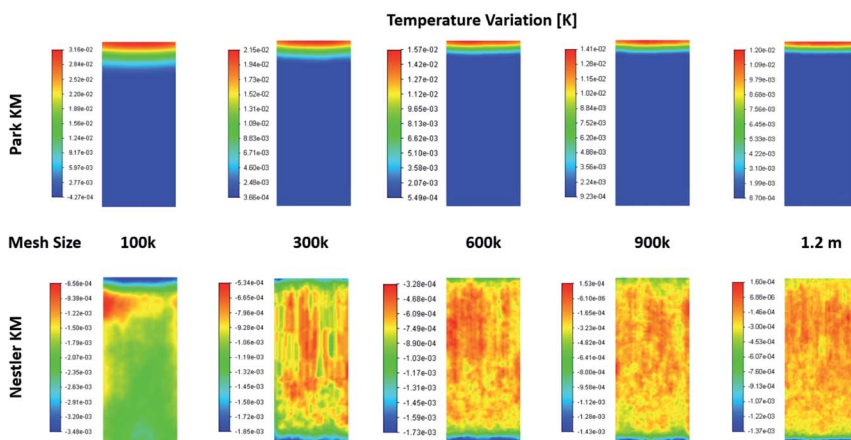 Temperature Variation [K]
Park KM
3.16e-02
2.84e-02
2.52e-02
2.20e-02
1.88e-02
1.56e-02
1.24e-02
9.17e-03
5.97e-03
2.77e-03
-4.27e-04
2.15e-02
1.94e-02
1.73e-02
1.52e-02
1.30e-02
1.09e-02
8.83e-03
6.71e-03
4.60e-03
2.48e-03
3.66e-04
1.57e-02
1.42e-02
1.26e-02
1.11e-02
9.63e-03
8.12e-03
6.61e-03
5.10e-03
3.58e-03
2.07e-03
5.49e-04
1.41e-02
1.28e-02
1.14e-02
1.02e-02
8.84e-03
7.52e-03
6.20e-03
4.88e-03
3.56e-03
2.24e-03
9.23e-04
1.20e-02
1.09e-02
9.79e-03
8.68e-03
7.56e-03
6.45e-03
5.33e-03
4.22e-03
3.10e-03
1.99e-03
8.70e-04
Mesh Size 100k 300k 600k 900k 1.2 m
Nestler KM
-6.56e-04
-9.38e-04
-1.22e-03
-1.50e-03
-1.79e-03
-2.07e-03
-2.35e-03
-2.63e-03
-2.91e-03
-3.20e-03
-3.48e-03
-5.34e-04
-6.65e-04
-7.97e-04
-9.28e-04
-1.06e-03
-1.19e-03
-1.32e-03
-1.45e-03
-1.58e-03
-1.72e-03
-1.85e-03
-3.28e-04
-4.68e-04
-6.09e-04
-7.49e-04
-8.90e-04
-1.03e-03
-1.17e-03
-1.31e-03
-1.45e-03
-1.59e-03
-1.73e-03
1.53e-04
-6.10e-06
-1.65e-04
-3.23e-04
-4.82e-04
-6.41e-04
-8.00e-04
-9.58e-04
-1.12e-03
-1.28e-03
-1.43e-03
1.60e-04
6.88e-06
-1.46e-04
-3.00e-04
-4.53e-04
-6.07e-04
-7.60e-04
-9.13e-04
-1.07e-03
-1.22e-03
-1.37e-03